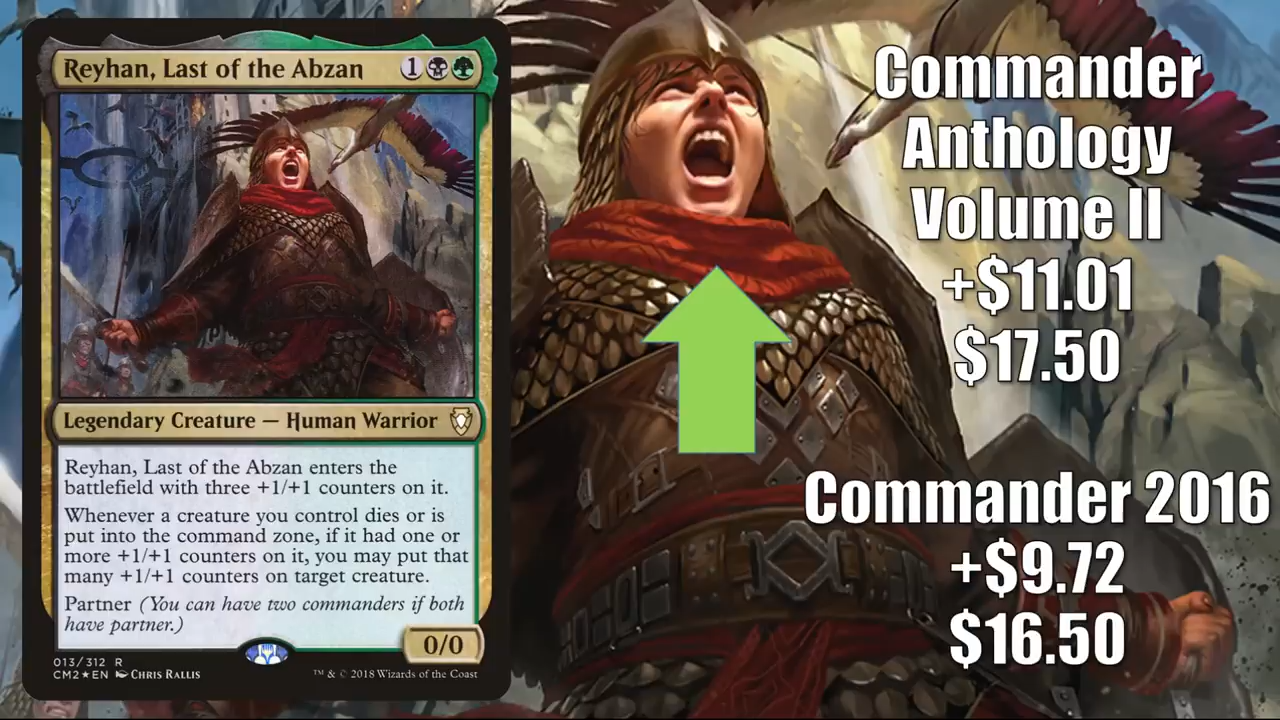 Reyhan, Last of the Abzan 1
Legendary Creature — Human Warrior
Reyhan, Last of the Abzan enters the
battlefield with three +1/+1 counters on it.
Whenever a creature you control dies or is
put into the command zone, if it had one or
more +1/+1 counters on it, you may put that
many +1/+1 counters on target creature.
Partner (You can have two commanders if both
have partner.)
0/0
013/312 R
CM2★EN Chris Rallis
™ & © 2018 Wizards of the Coast
Commander
Anthology
Volume II
+$11.01
$17.50
Commander 2016
+$9.72
$16.50